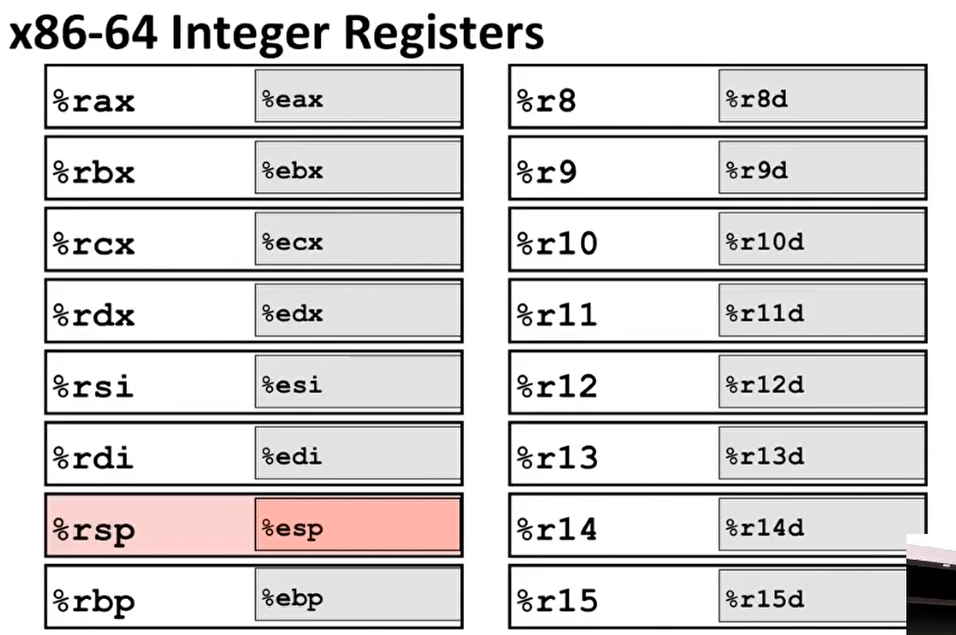 x86-64 Integer Registers
%rax %eax
%rbx %ebx
%rcx %ecx
%rdx %edx
%rsi %esi
%rdi %edi
%rsp %esp
%rbp %ebp
%r8 %r8d
%r9 %r9d
%r10 %r10d
%r11 %r11d
%r12 %r12d
%r13 %r13d
%r14 %r14d
%r15 %r15d